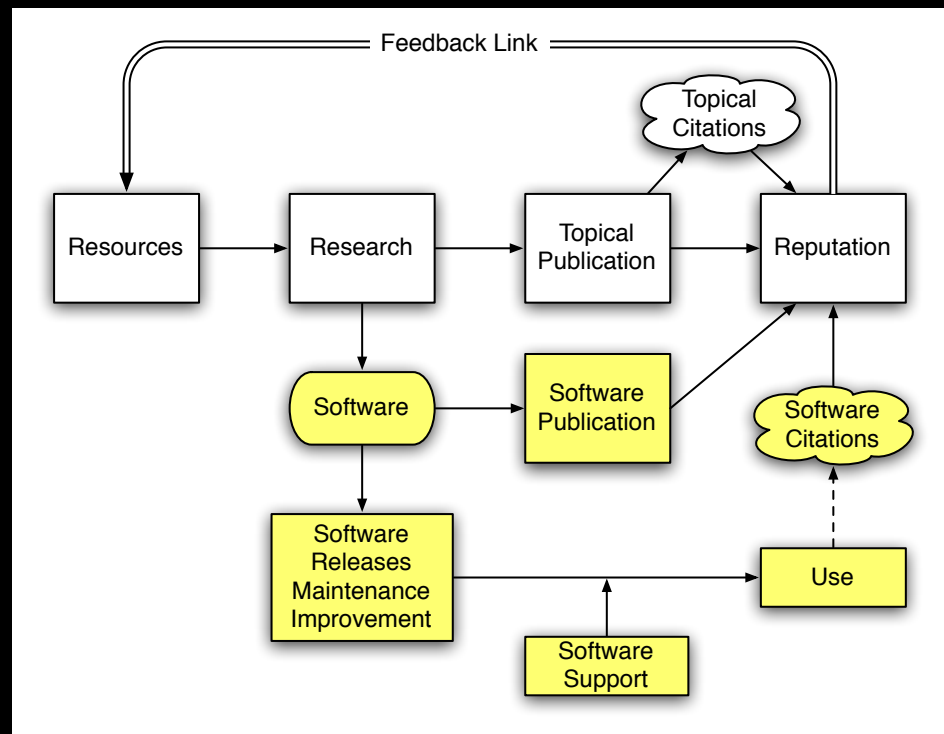 Feedback Link
Topical
Citations
Resources
Research
Topical
Publication
Reputation
Software
Software
Publication
Software
Citations
Software
Releases
Maintenance
Improvement
Use
Software
Support